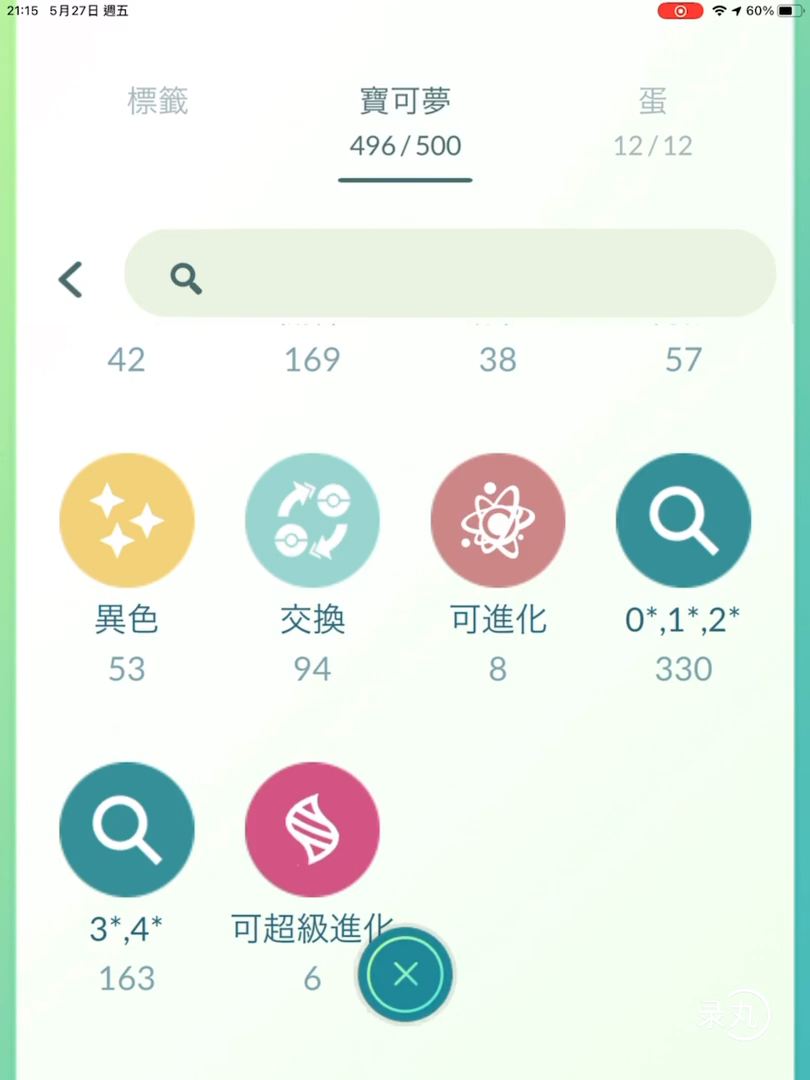 21:15 5月27日 週五 60%
標籤 寶可夢 蛋
496/500 12/12
42 169 38 57
異色 交換 可進化 0*,1*,2*
53 94 8 330
3*,4* 可超級進化
163 6
录丸